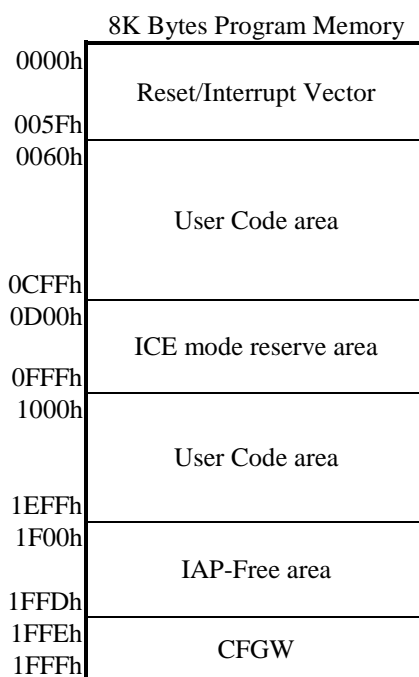 8K Bytes Program Memory
0000h
Reset/Interrupt Vector
005Fh
0060h
User Code area
0CFFh
0D00h
ICE mode reserve area
0FFFh
1000h
User Code area
1EFFh
1F00h
IAP-Free area
1FFDh
1FFEh
CFGW
1FFFh